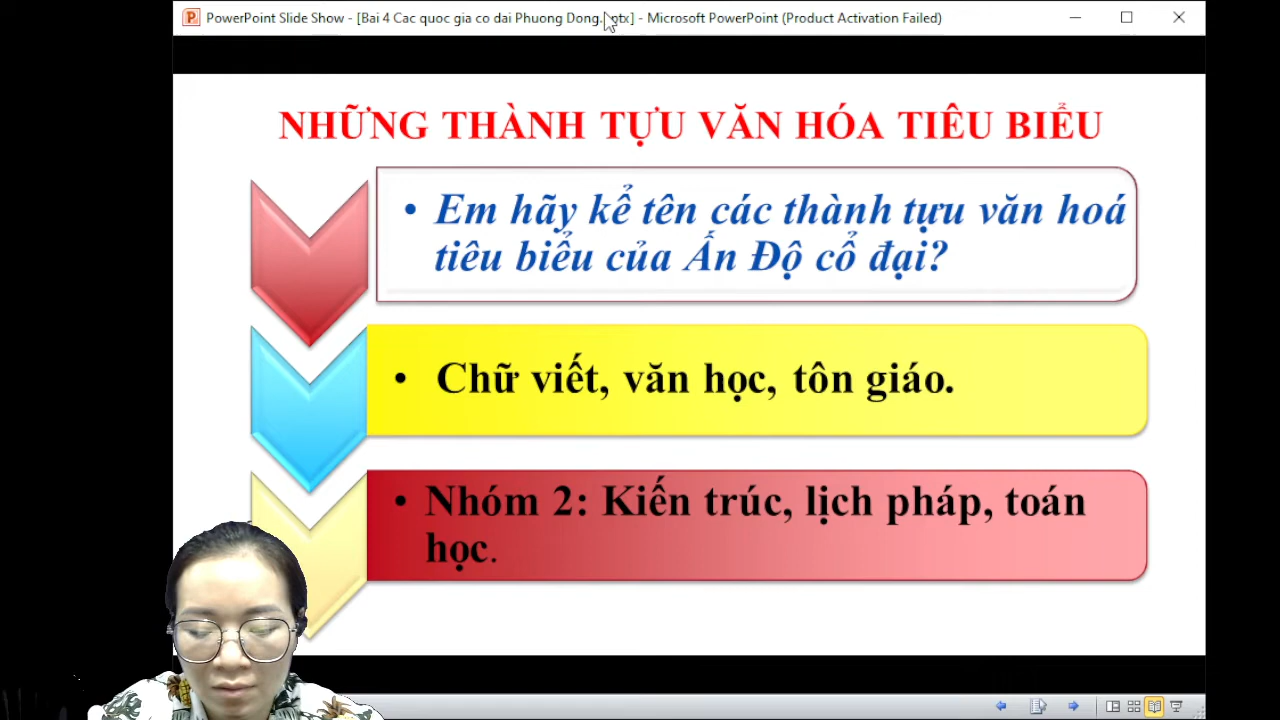 PowerPoint Slide Show - [Bai 4 Cac quoc gia co dai Phuong Dong.pptx] - Microsoft PowerPoint (Product Activation Failed)
NHỮNG THÀNH TỰU VĂN HÓA TIÊU BIỂU
• Em hãy kể tên các thành tựu văn hoá
tiêu biểu của Ấn Độ cổ đại?
• Chữ viết, văn học, tôn giáo.
• Nhóm 2: Kiến trúc, lịch pháp, toán
học.